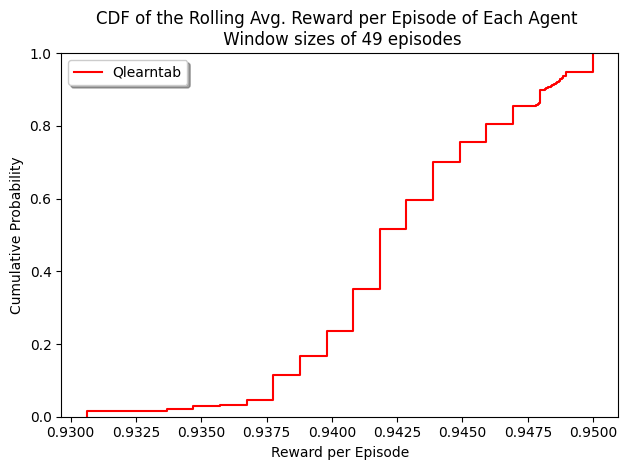 CDF of the Rolling Avg. Reward per Episode of Each Agent
Window sizes of 49 episodes
Qlearntab
1.0
0.8
0.6
0.4
0.2
0.0
Cumulative Probability
0.9300 0.9325 0.9350 0.9375 0.9400 0.9425 0.9450 0.9475 0.9500
Reward per Episode